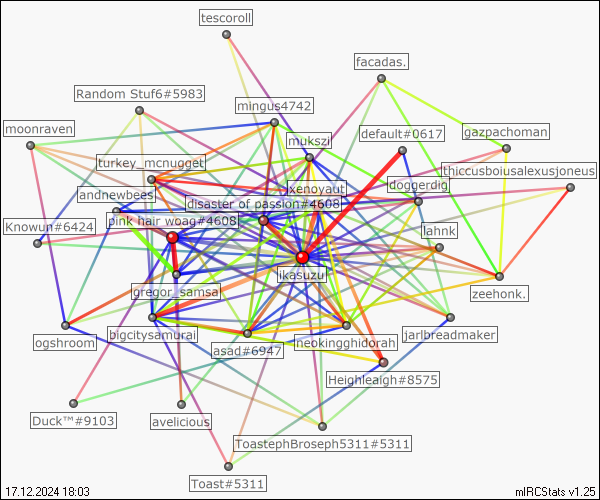 tescoroll
facadas.
Random Stuf6#5983
mingus4742
moonraven
default#0617
gazpachoman
mukszi
turkey_mcnugget
thiccusboiusalexusjoneus
xenoyaut
doggerdig
andnewbees
disaster of passion#4608
pink hair woag#4608
Knowun#6424
lahnk
ikasuzu
gregor_samsa
zeehonk.
ogshroom
bigcitysamurai
neokingghidorah
jarlbreadmaker
asad#6947
Heighleaigh#8575
Duck™#9103
avelicious
ToastephBroseph5311#5311
Toast#5311
17.12.2024 18:03
mIRCStats v1.25